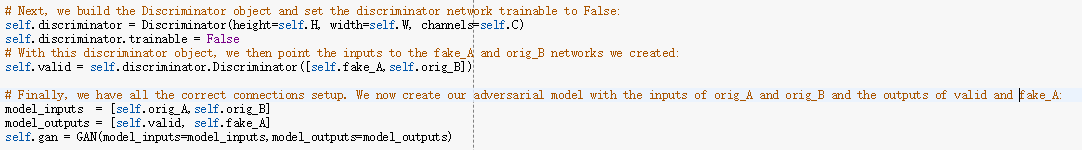 # Next, we build the Discriminator object and set the discriminator network trainable to False:
self.discriminator = Discriminator(height=self.H, width=self.W, channels=self.C)
self.discriminator.trainable = False
# With this discriminator object, we then point the inputs to the fake_A and orig_B networks we created:
self.valid = self.discriminator.Discriminator([self.fake_A,self.orig_B])
# Finally, we have all the correct connections setup. We now create our adversarial model with the inputs of orig_A and orig_B and the outputs of valid and fake_A:
model_inputs  = [self.orig_A,self.orig_B]
model_outputs = [self.valid, self.fake_A]
self.gan = GAN(model_inputs=model_inputs,model_outputs=model_outputs)